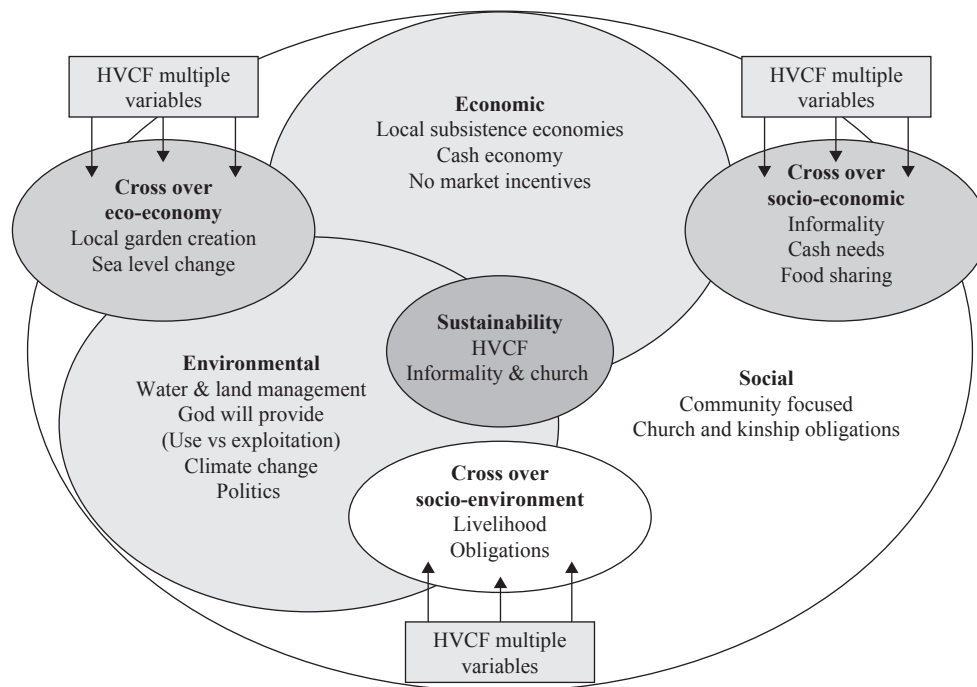 HVCF multiple
variables
HVCF multiple
variables
Economic
Local subsistence economies
Cash economy
No market incentives
Cross over
eco-economy
Local garden creation
Sea level change
Cross over
socio-economic
Informality
Cash needs
Food sharing
Sustainability
HVCF
Informality & church
Environmental
Water & land management
God will provide
(Use vs exploitation)
Climate change
Politics
Social
Community focused
Church and kinship obligations
Cross over
socio-environment
Livelihood
Obligations
HVCF multiple
variables